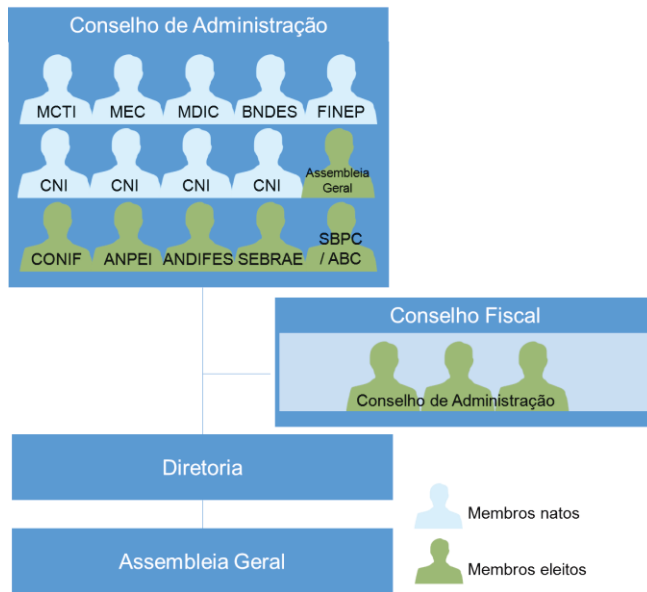 Conselho de Administração
MCTI MEC MDIC BNDES FINEP
CNI CNI CNI CNI Assembleia
Geral
CONIF ANPEI ANDIFES SEBRAE SBPC
/ ABC
Conselho Fiscal
Conselho de Administração
Diretoria
Assembleia Geral
Membros natos
Membros eleitos